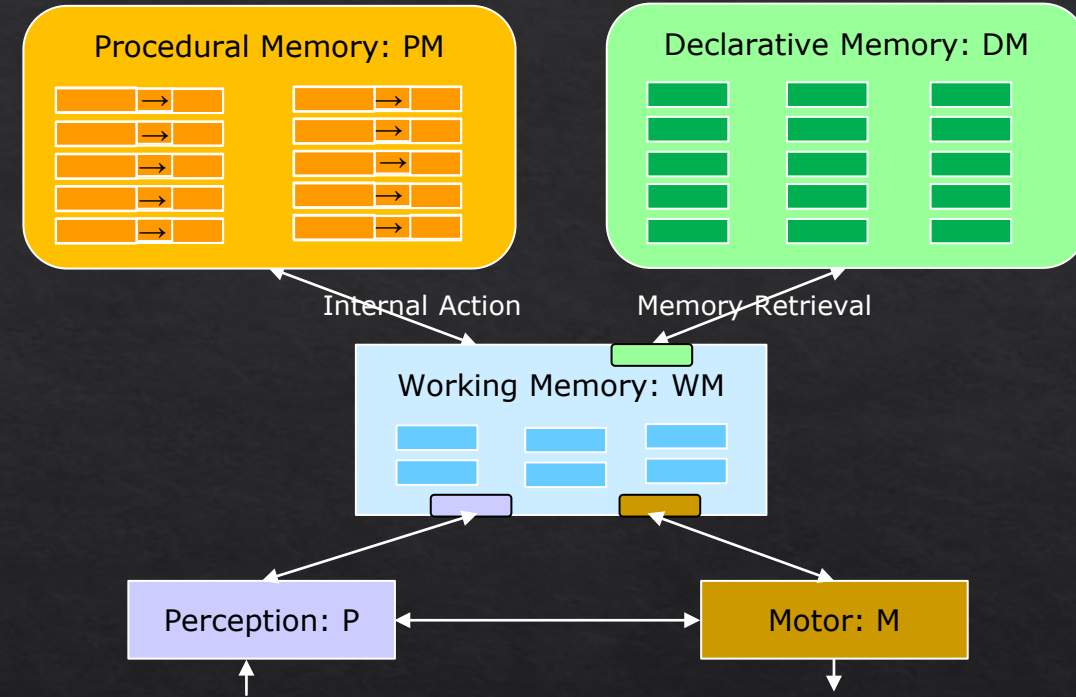 Procedural Memory: PM
Declarative Memory: DM
→ →
→ →
→ →
→ →
→ →
Internal Action
Memory Retrieval
Working Memory: WM
Perception: P
Motor: M